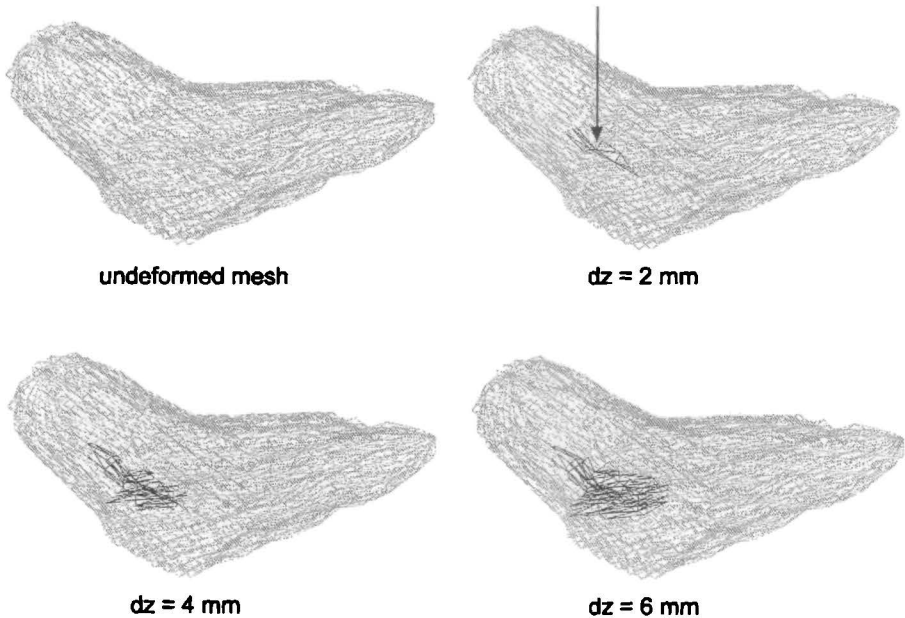 undeformed mesh
dz = 2 mm
dz = 4 mm
dz = 6 mm